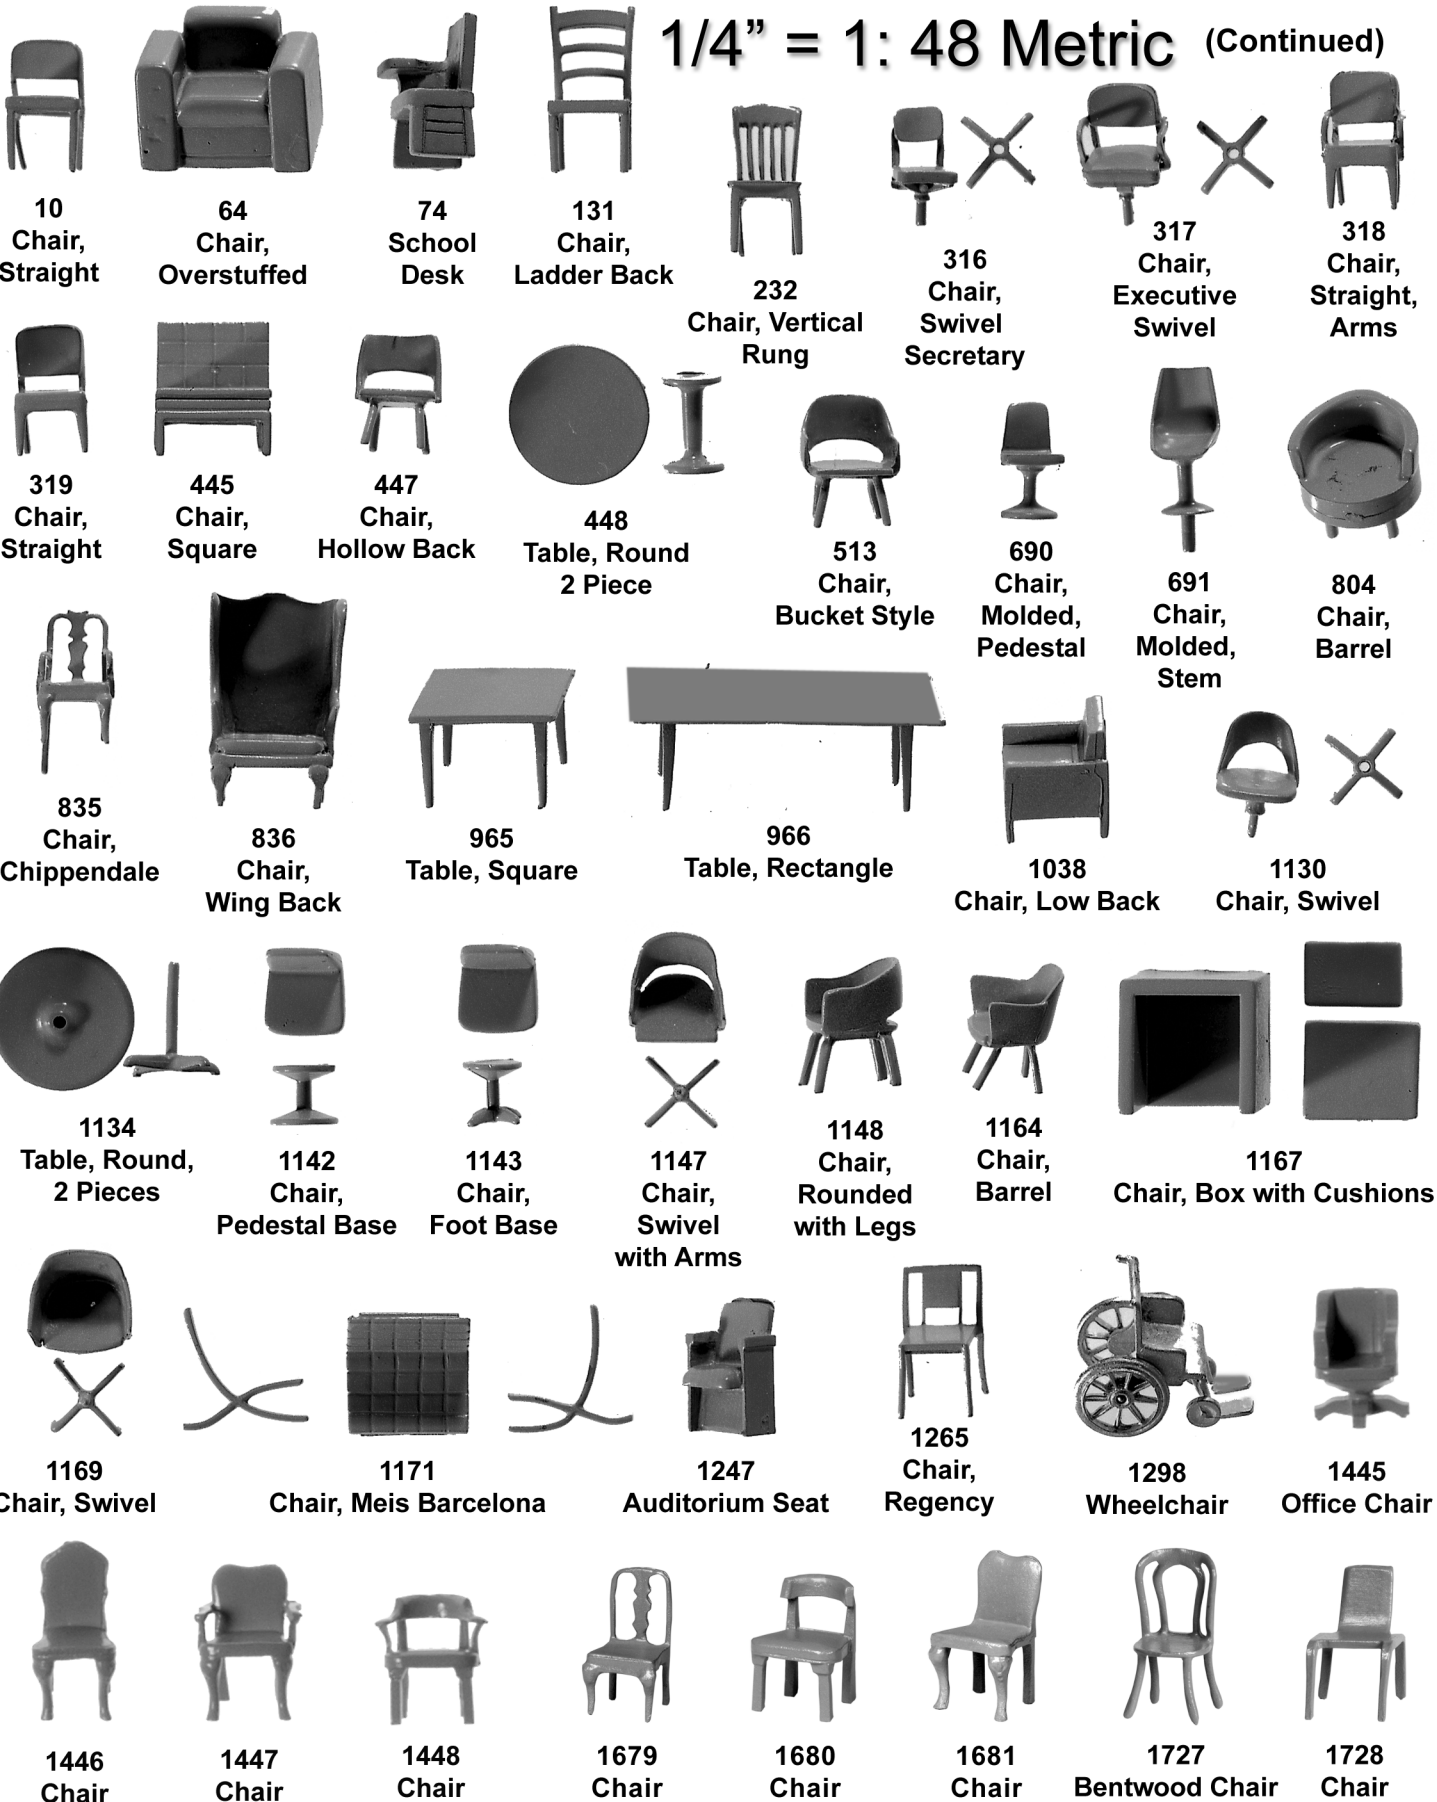 1/4” = 1: 48 Metric (Continued)
10
Chair,
Straight
64
Chair,
Overstuffed
74
School
Desk
131
Chair,
Ladder Back
232
Chair, Vertical
Rung
316
Chair,
Swivel
Secretary
317
Chair,
Executive
Swivel
318
Chair,
Straight,
Arms
319
Chair,
Straight
445
Chair,
Square
447
Chair,
Hollow Back
448
Table, Round
2 Piece
513
Chair,
Bucket Style
690
Chair,
Molded,
Pedestal
691
Chair,
Molded,
Stem
804
Chair,
Barrel
835
Chair,
Chippendale
836
Chair,
Wing Back
965
Table, Square
966
Table, Rectangle
1038
Chair, Low Back
1130
Chair, Swivel
1134
Table, Round,
2 Pieces
1142
Chair,
Pedestal Base
1143
Chair,
Foot Base
1147
Chair,
Swivel
with Arms
1148
Chair,
Rounded
with Legs
1164
Chair,
Barrel
1167
Chair, Box with Cushions
1169
Chair, Swivel
1171
Chair, Meis Barcelona
1247
Auditorium Seat
1265
Chair,
Regency
1298
Wheelchair
1445
Office Chair
1446
Chair
1447
Chair
1448
Chair
1679
Chair
1680
Chair
1681
Chair
1727
Bentwood Chair
1728
Chair